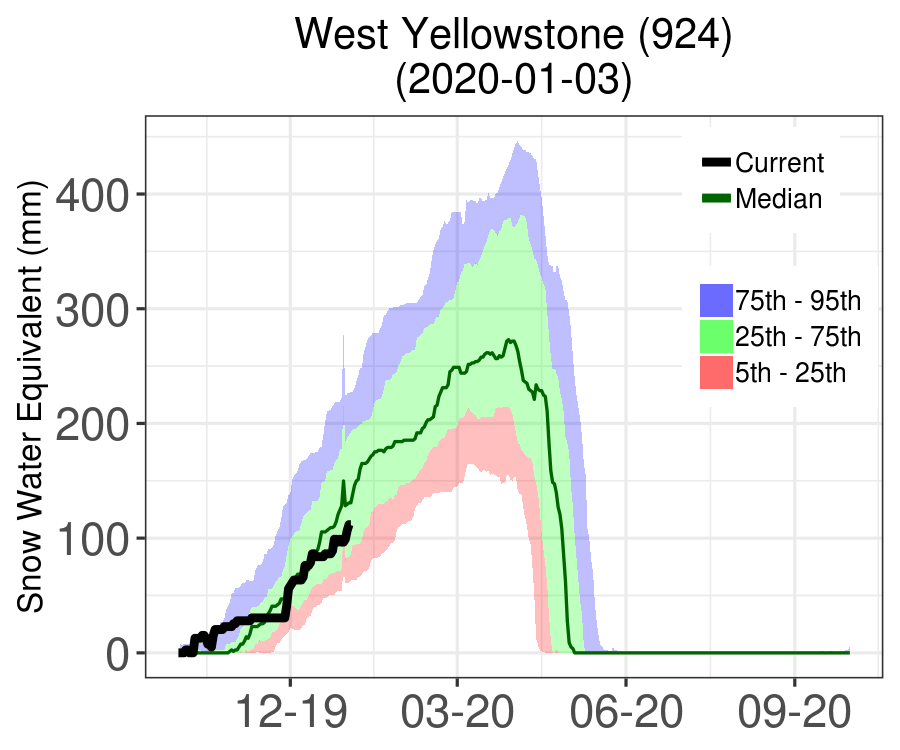 West Yellowstone (924)
(2020-01-03)
Snow Water Equivalent (mm)
400
300
200
100
0
Current
Median
75th - 95th
25th - 75th
5th - 25th
12-19
03-20
06-20
09-20